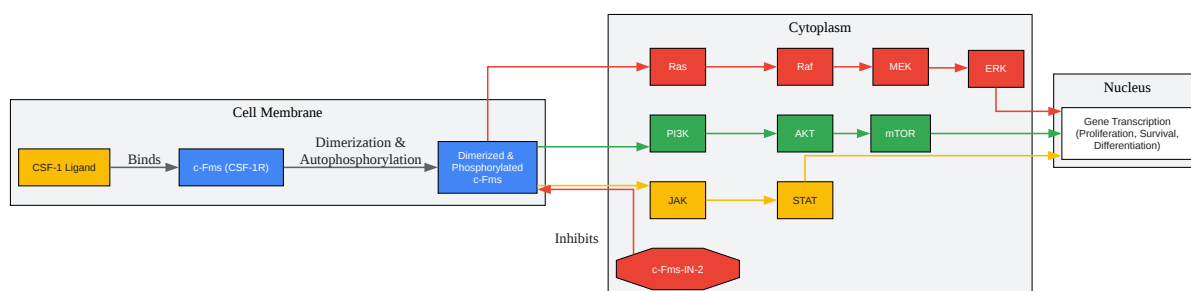 Cytoplasm
Ras
Raf
MEK
ERK
Nucleus
Cell Membrane
Gene Transcription
(Proliferation, Survival,
Differentiation)
PI3K
AKT
mTOR
CSF-1 Ligand
Binds
c-Fms (CSF-1R)
Dimerization &
Autophosphorylation
Dimerized &
Phosphorylated
c-Fms
JAK
STAT
Inhibits
c-Fms-IN-2